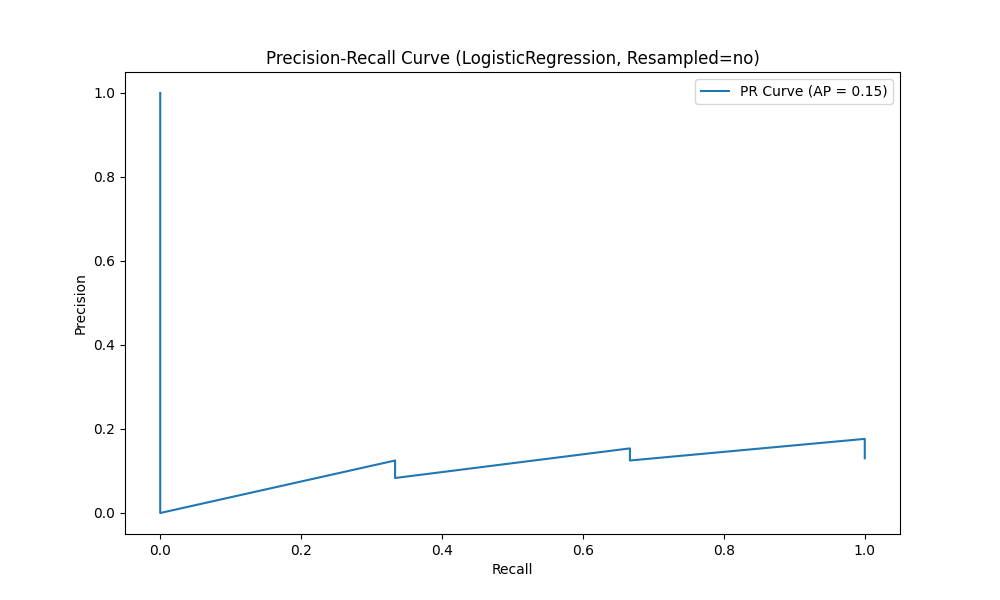 Precision-Recall Curve (LogisticRegression, Resampled=no)
PR Curve (AP = 0.15)
Precision
1.0
0.8
0.6
0.4
0.2
0.0
0.0 0.2 0.4 0.6 0.8 1.0
Recall